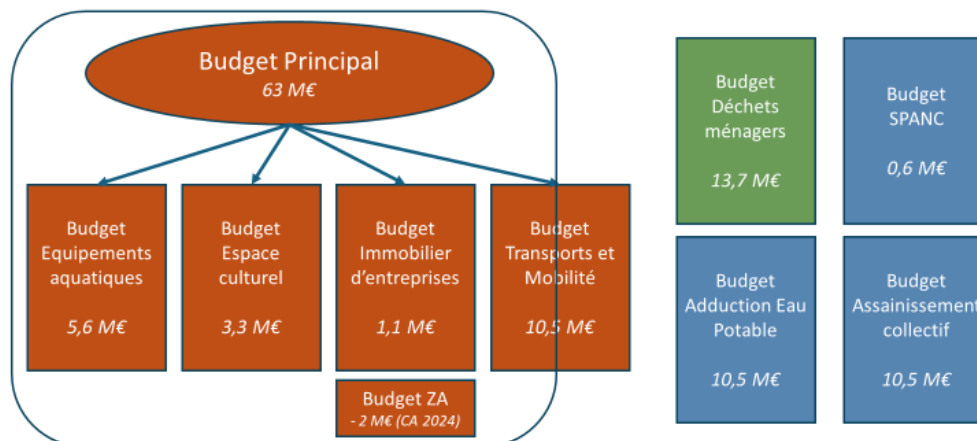 Budget Principal
63 M€
Budget
Equipements
aquatiques
5,6 M€
Budget
Espace
culturel
3,3 M€
Budget
Immobilier
d'entreprises
1,1 M€
Budget
Transports et
Mobilité
10,5 M€
Budget ZA
- 2 M€ (CA 2024)
Budget
Déchets
ménagers
13,7 M€
Budget
SPANC
0,6 M€
Budget
Adduction Eau
Potable
10,5 M€
Budget
Assainissement
collectif
10,5 M€